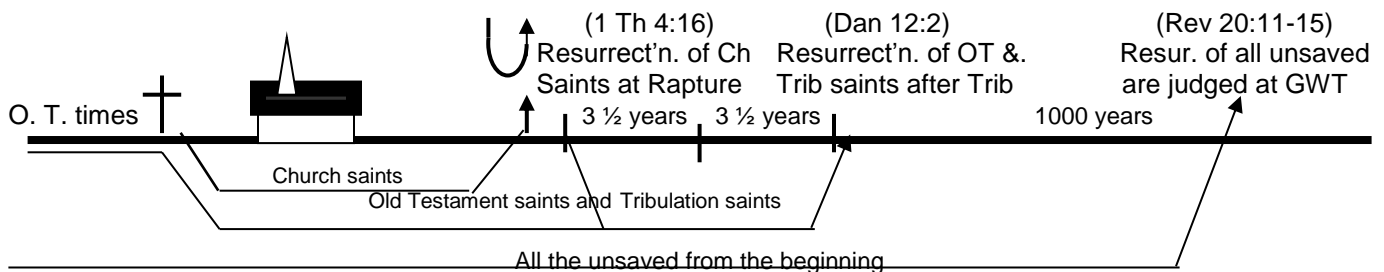 (1 Th 4:16) (Dan 12:2) (Rev 20:11-15)
Resurrect'n. of Ch Resurrect'n. of OT &. Resur. of all unsaved
Saints at Rapture Trib saints after Trib are judged at GWT
O. T. times 3 ½ years 3 ½ years 1000 years
Church saints
Old Testament saints and Tribulation saints
All the unsaved from the beginning